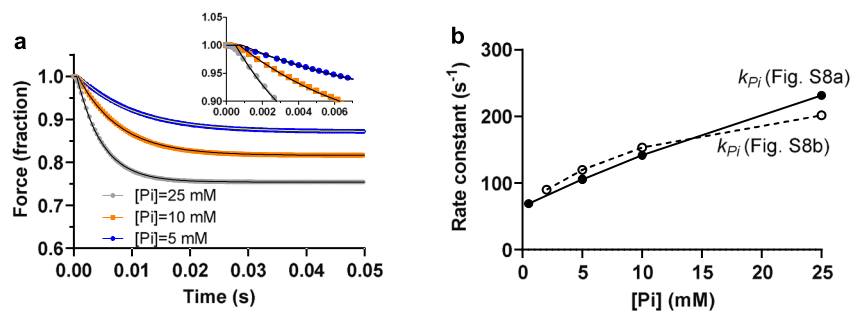 a
1.05
1.00
0.95
0.90
0.000
0.002
0.004
0.006
1.0
0.9
0.8
0.7
0.6
Force (fraction)
[Pi]=25 mM
[Pi]=10 mM
[Pi]=5 mM
0.00
0.01
0.02
0.03
0.04
0.05
Time (s)
b
300
200
100
0
Rate constant (s⁻¹)
kPi (Fig. S8a)
kPi (Fig. S8b)
0
5
10
15
20
25
[Pi] (mM)